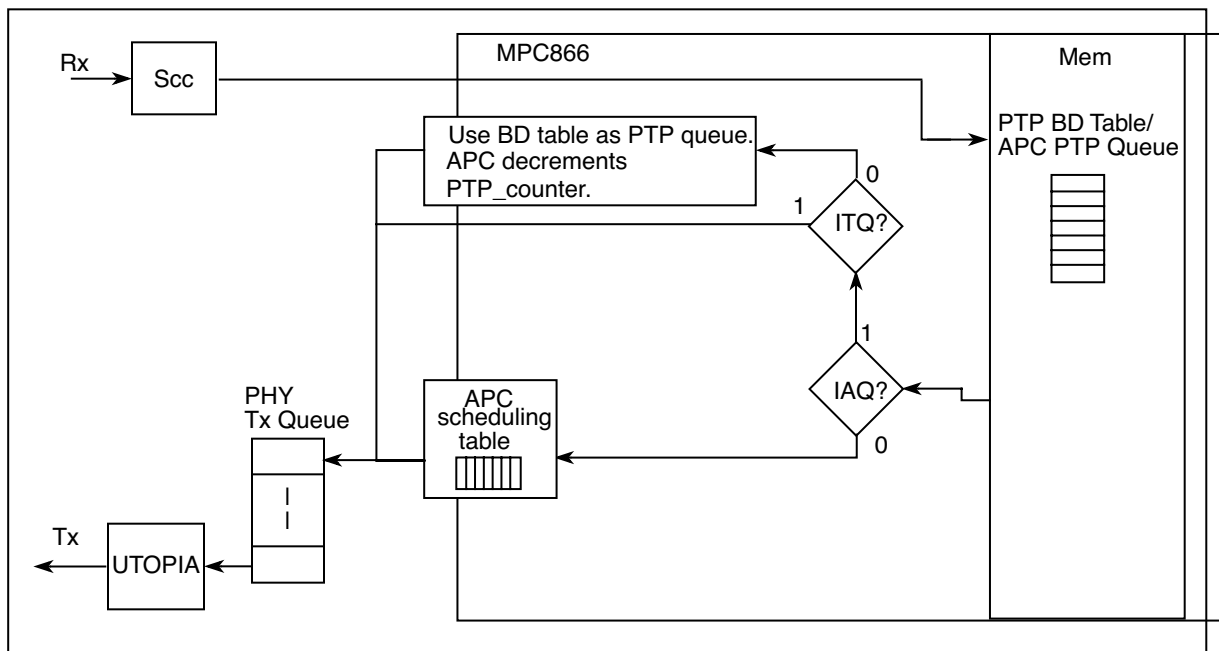 MPC866
Mem
Rx
Scc
PTP BD Table/
APC PTP Queue
Use BD table as PTP queue.
APC decrements
PTP_counter.
0
1
ITQ?
1
IAQ?
0
PHY
Tx Queue
APC
scheduling
table
Tx
UTOPIA